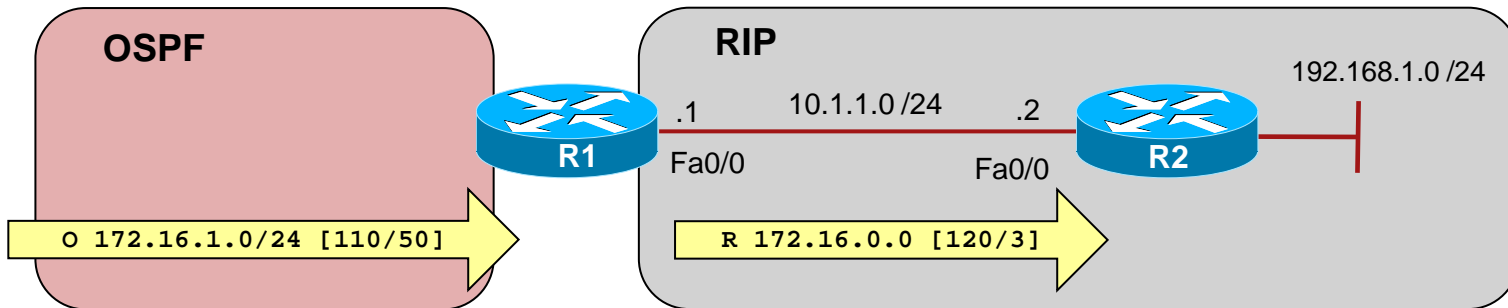 OSPF
RIP
192.168.1.0 /24
.1
10.1.1.0 /24
.2
R1
R2
Fa0/0
Fa0/0
O 172.16.1.0/24 [110/50]
R 172.16.0.0 [120/3]